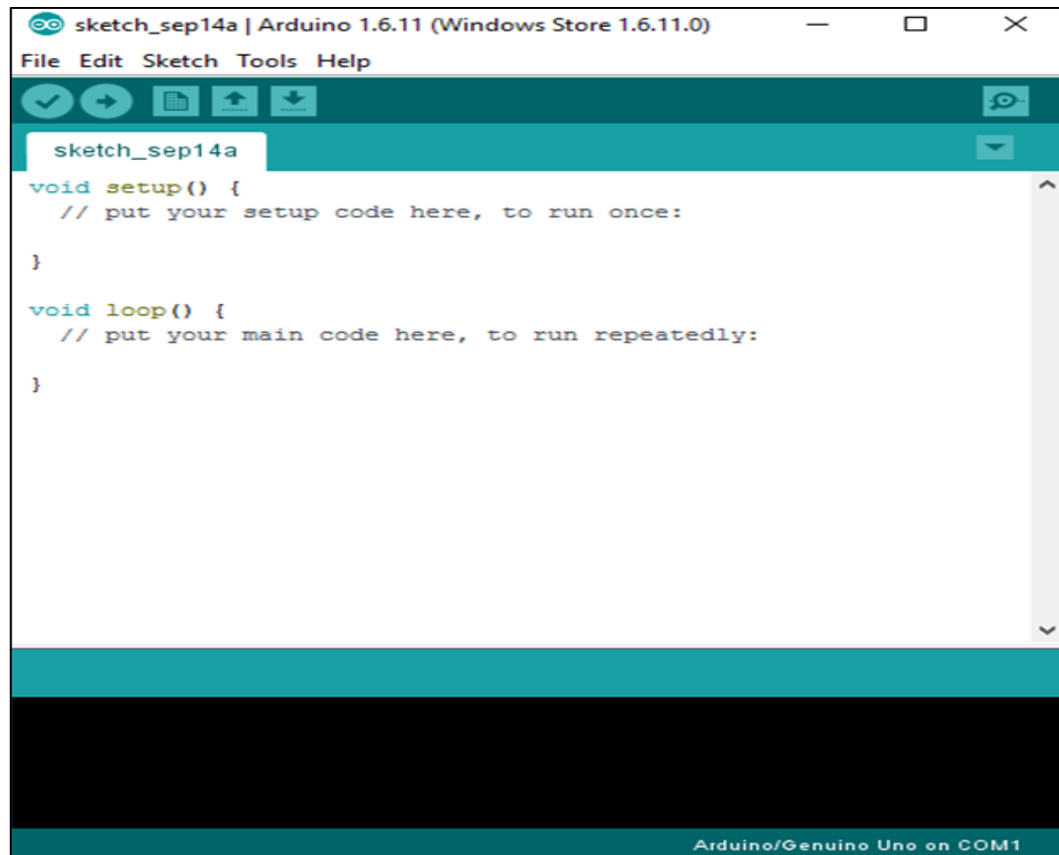 sketch_sep14a | Arduino 1.6.11 (Windows Store 1.6.11.0)
File Edit Sketch Tools Help
sketch_sep14a
void setup() {
  // put your setup code here, to run once:
}
void loop() {
  // put your main code here, to run repeatedly:
}
Arduino/Genuino Uno on COM1